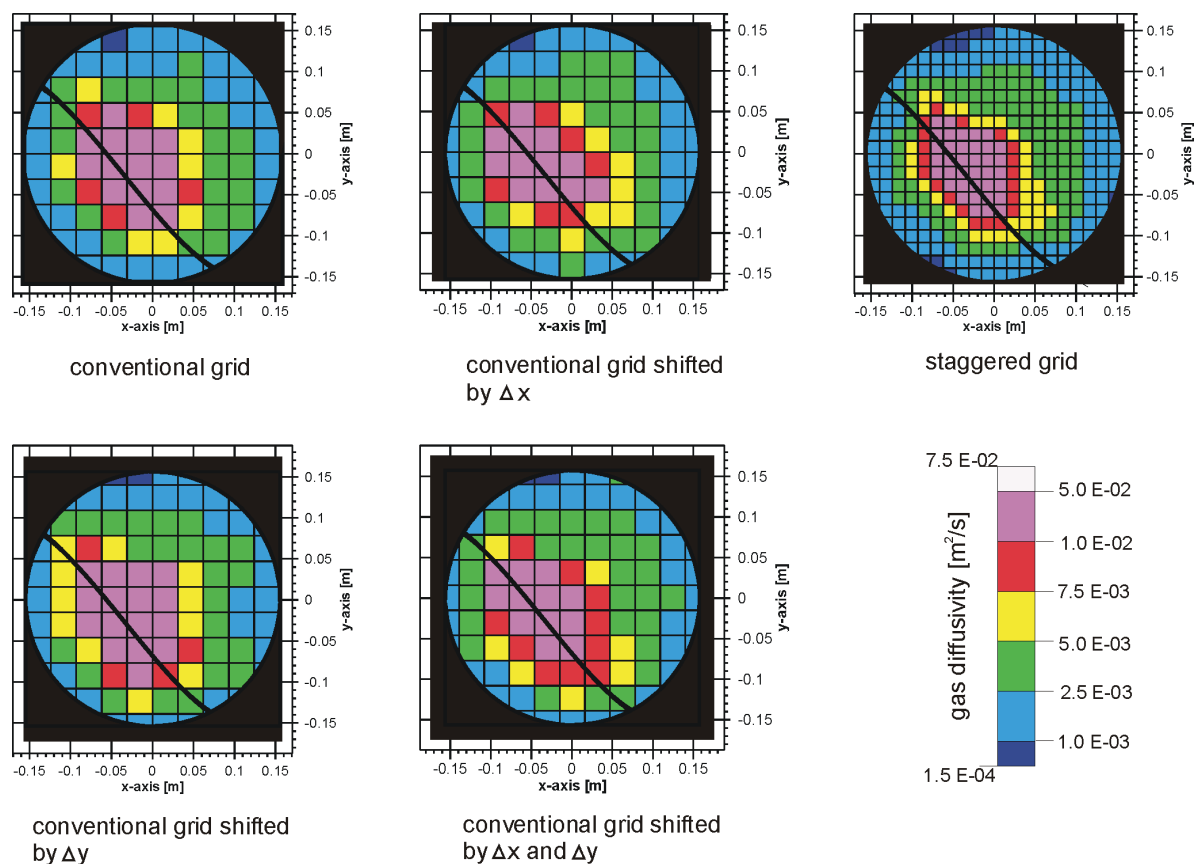 0.15
0.1
0.05
0
-0.05
-0.1
-0.15
y-axis [m]
-0.15 -0.1 -0.05 0 0.05 0.1 0.15
x-axis [m]
conventional grid
0.15
0.1
0.05
0
-0.05
-0.1
-0.15
y-axis [m]
-0.15 -0.1 -0.05 0 0.05 0.1 0.15
x-axis [m]
conventional grid shifted
by Δx
0.15
0.1
0.05
0
-0.05
-0.1
-0.15
y-axis [m]
-0.15 -0.1 -0.05 0 0.05 0.1 0.15
x-axis [m]
staggered grid
0.15
0.1
0.05
0
-0.05
-0.1
-0.15
y-axis [m]
-0.15 -0.1 -0.05 0 0.05 0.1 0.15
x-axis [m]
conventional grid shifted
by Δy
0.15
0.1
0.05
0
-0.05
-0.1
-0.15
y-axis [m]
-0.15 -0.1 -0.05 0 0.05 0.1 0.15
x-axis [m]
conventional grid shifted
by Δx and Δy
gas diffusivity [m²/s]
7.5 E-02
5.0 E-02
1.0 E-02
7.5 E-03
5.0 E-03
2.5 E-03
1.0 E-03
1.5 E-04